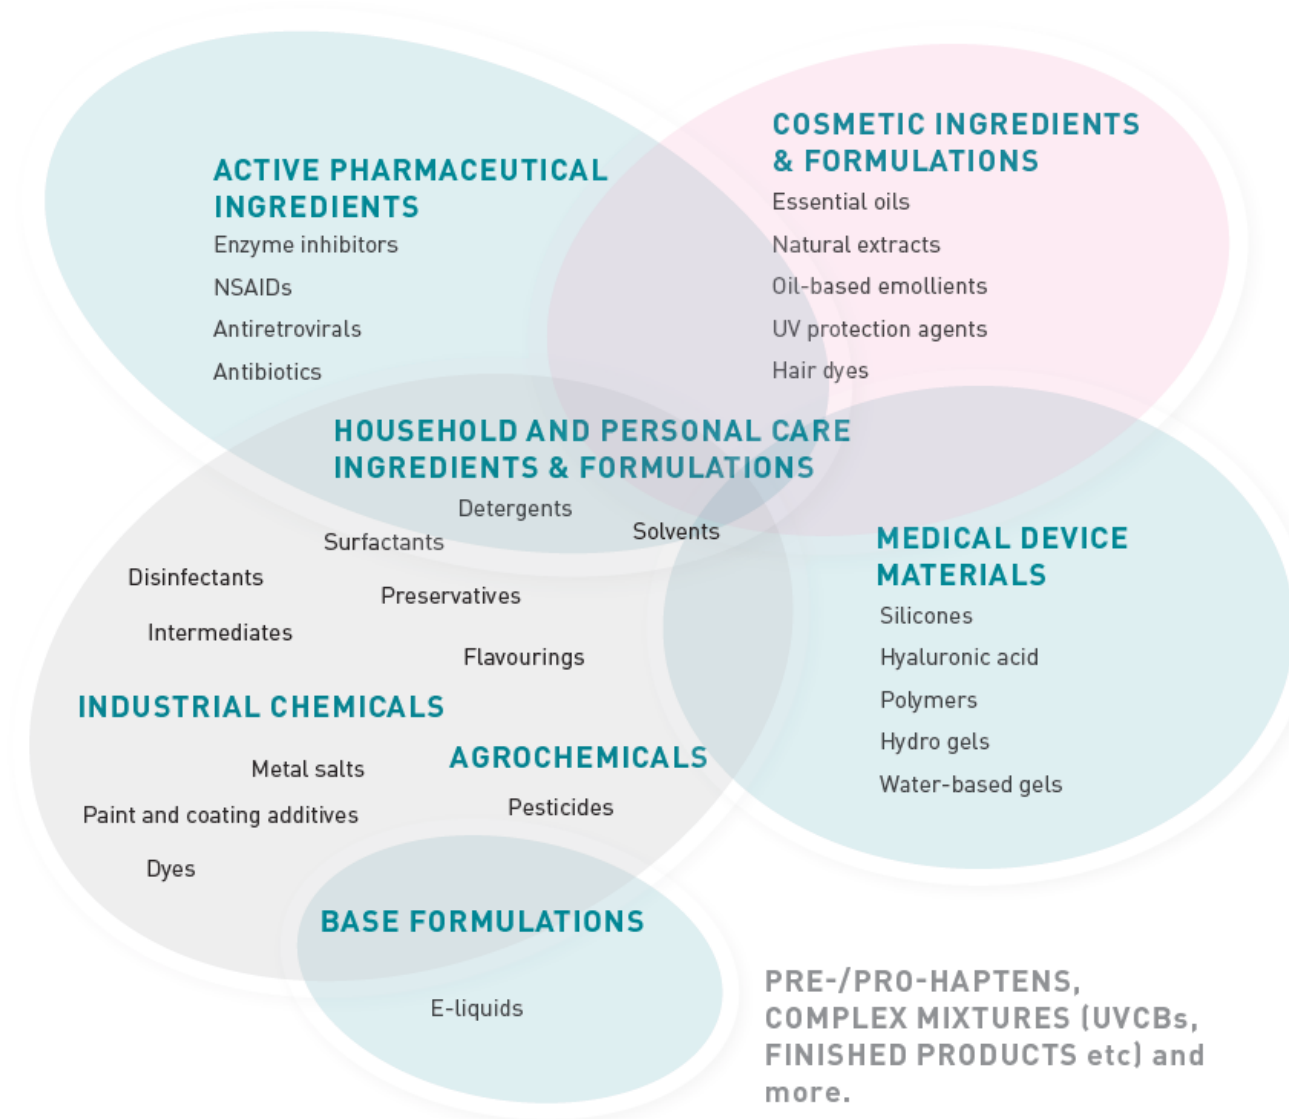 ACTIVE PHARMACEUTICAL
INGREDIENTS
Enzyme inhibitors
NSAIDs
Antiretrovirals
Antibiotics
COSMETIC INGREDIENTS
& FORMULATIONS
Essential oils
Natural extracts
Oil-based emollients
UV protection agents
Hair dyes
HOUSEHOLD AND PERSONAL CARE
INGREDIENTS & FORMULATIONS
Detergents
Solvents
Surfactants
Disinfectants
Preservatives
Intermediates
Flavourings
MEDICAL DEVICE
MATERIALS
Silicones
Hyaluronic acid
Polymers
Hydro gels
Water-based gels
INDUSTRIAL CHEMICALS
Metal salts
Paint and coating additives
Dyes
AGROCHEMICALS
Pesticides
BASE FORMULATIONS
E-liquids
PRE-/PRO-HAPTENS,
COMPLEX MIXTURES (UVCBs,
FINISHED PRODUCTS etc) and
more.